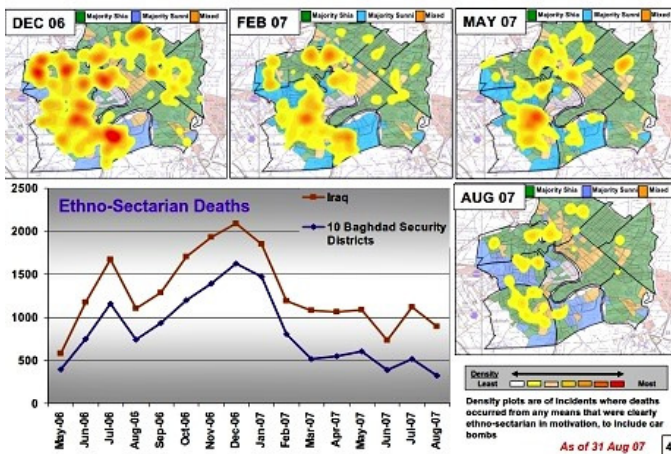 DEC 06
Majority Shia Majority Sunni Mixed
FEB 07
Majority Shia Majority Sunni Mixed
MAY 07
Majority Shia Majority Sunni Mixed
Ethno-Sectarian Deaths
Iraq
10 Baghdad Security
Districts
2500
2000
1500
1000
500
0
May-06
Jun-06
Jul-06
Aug-06
Sep-06
Oct-06
Nov-06
Dec-06
Jan-07
Feb-07
Mar-07
Apr-07
May-07
Jun-07
Jul-07
Aug-07
Majority Shia Majority Sunni Mixed
AUG 07
Density
Least Most
Density plots are of incidents where deaths
occurred from any means that were clearly
ethno-sectarian in motivation, to include car
bombs
As of 31 Aug 07
4